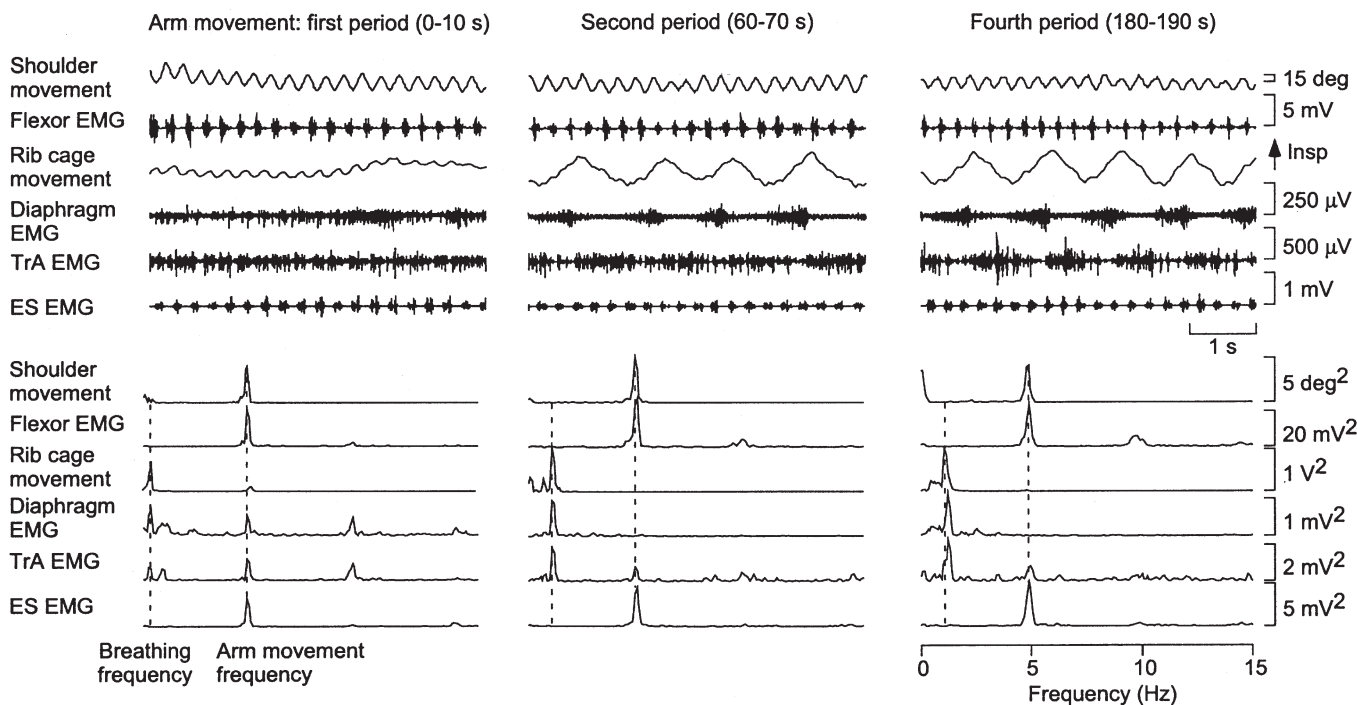 Arm movement: first period (0-10 s)
Second period (60-70 s)
Fourth period (180-190 s)
Shoulder
movement
15 deg
Flexor EMG
5 mV
Rib cage
movement
Insp
Diaphragm
EMG
250 μV
TrA EMG
500 μV
ES EMG
1 mV
1 s
Shoulder
movement
5 deg²
Flexor EMG
20 mV²
Rib cage
movement
1 V²
Diaphragm
EMG
1 mV²
TrA EMG
2 mV²
ES EMG
5 mV²
Breathing
frequency
Arm movement
frequency
0 5 10 15
Frequency (Hz)